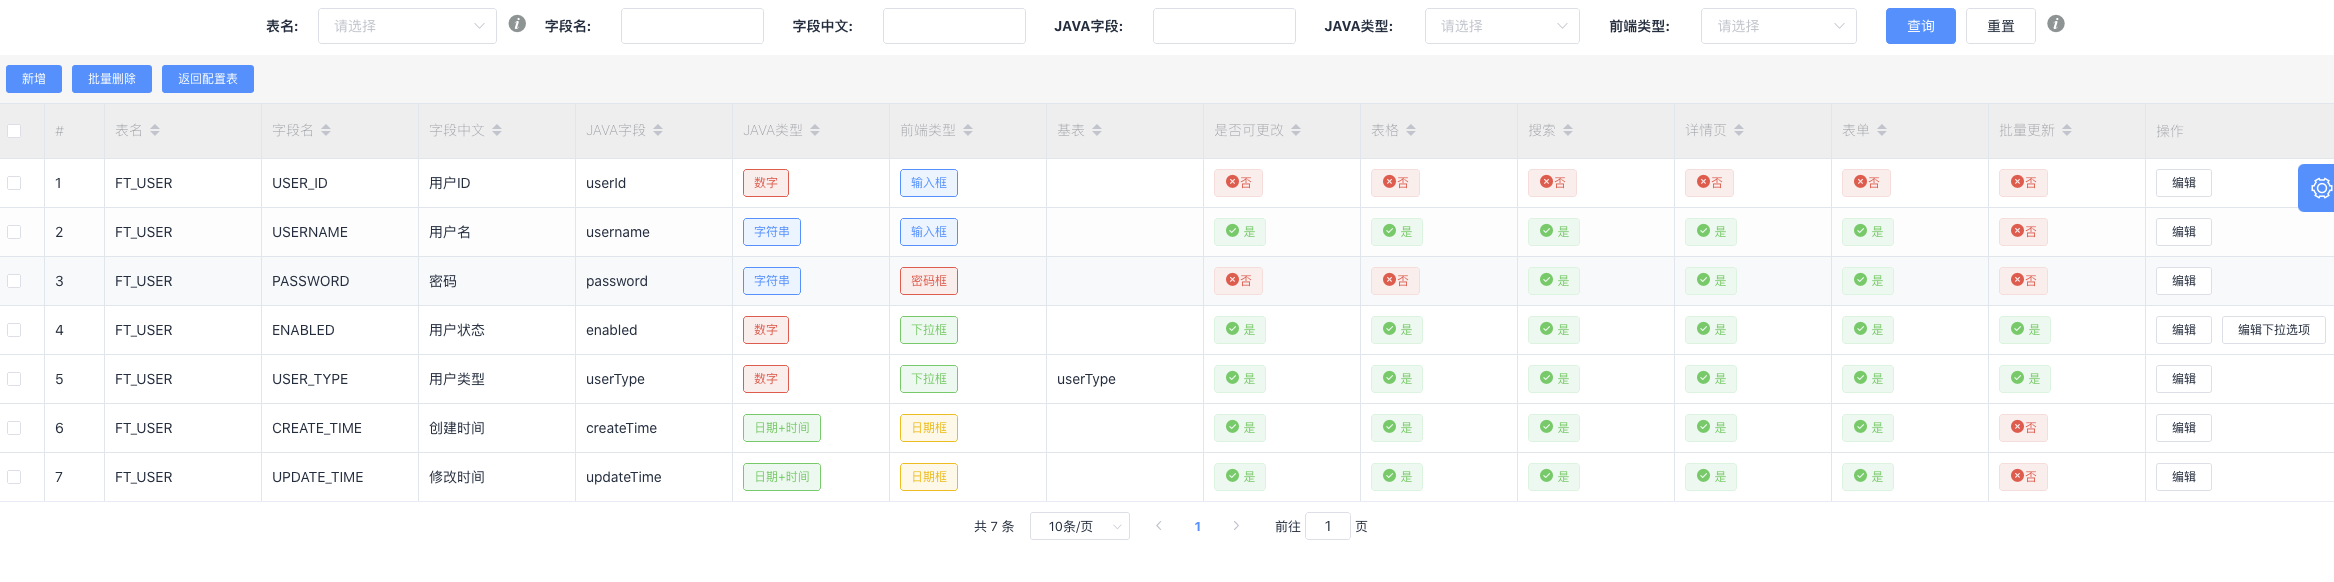 表名: 请选择 i 字段名: 字段中文: JAVA字段: JAVA类型: 请选择 前端类型: 请选择 查询 重置 i
新增 批量删除 返回配置表
# 表名 字段名 字段中文 JAVA字段 JAVA类型 前端类型 基表 是否可更改 表格 搜索 详情页 表单 批量更新 操作
1 FT_USER USER_ID 用户ID userId 数字 输入框 否 否 否 否 否 否 编辑
2 FT_USER USERNAME 用户名 username 字符串 输入框 是 是 是 是 是 否 编辑
3 FT_USER PASSWORD 密码 password 字符串 密码框 否 否 是 是 是 否 编辑
4 FT_USER ENABLED 用户状态 enabled 数字 下拉框 是 是 是 是 是 是 编辑 编辑下拉选项
5 FT_USER USER_TYPE 用户类型 userType 数字 下拉框 userType 是 是 是 是 是 是 编辑
6 FT_USER CREATE_TIME 创建时间 createTime 日期+时间 日期框 是 是 是 是 是 否 编辑
7 FT_USER UPDATE_TIME 修改时间 updateTime 日期+时间 日期框 是 是 是 是 是 否 编辑
共 7 条 10条/页 1 前往 1 页